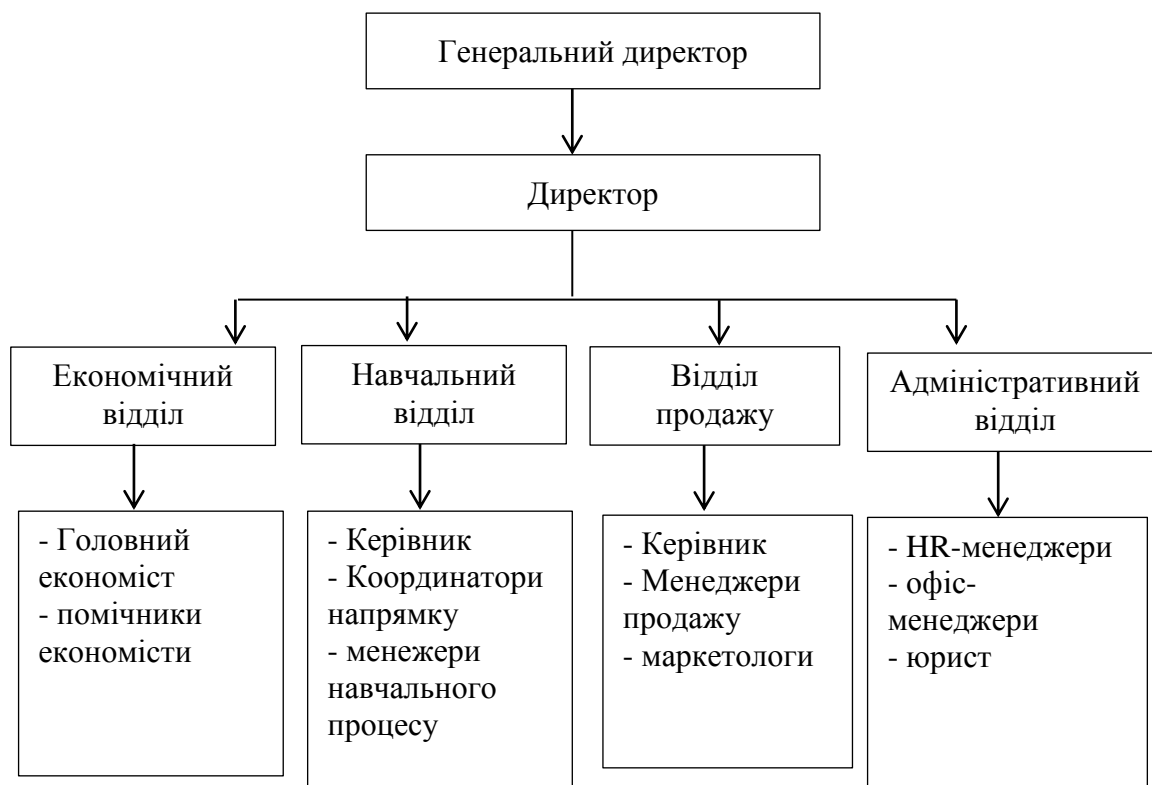 Генеральний директор
Директор
Економічний
відділ
Навчальний
відділ
Відділ
продажу
Адміністративний
відділ
- Головний
економіст
- помічники
економісти
- Керівник
- Координатори
напрямку
- менежери
навчального
процесу
- Керівник
- Менеджери
продажу
- маркетологи
- HR-менеджери
- офіс-
менеджери
- юрист